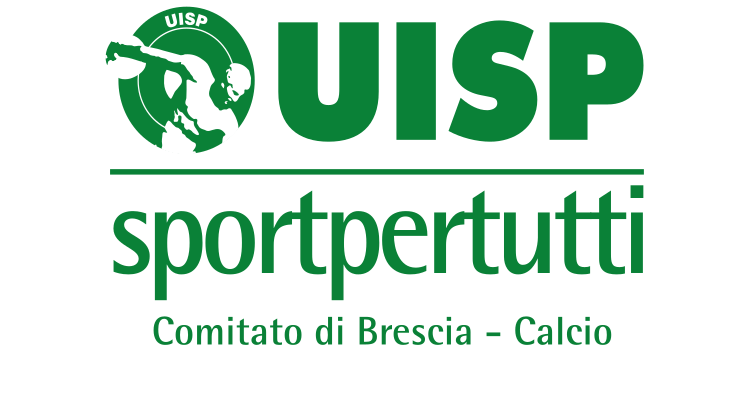 UISP
UISP
sportpertutti
Comitato di Brescia - Calcio